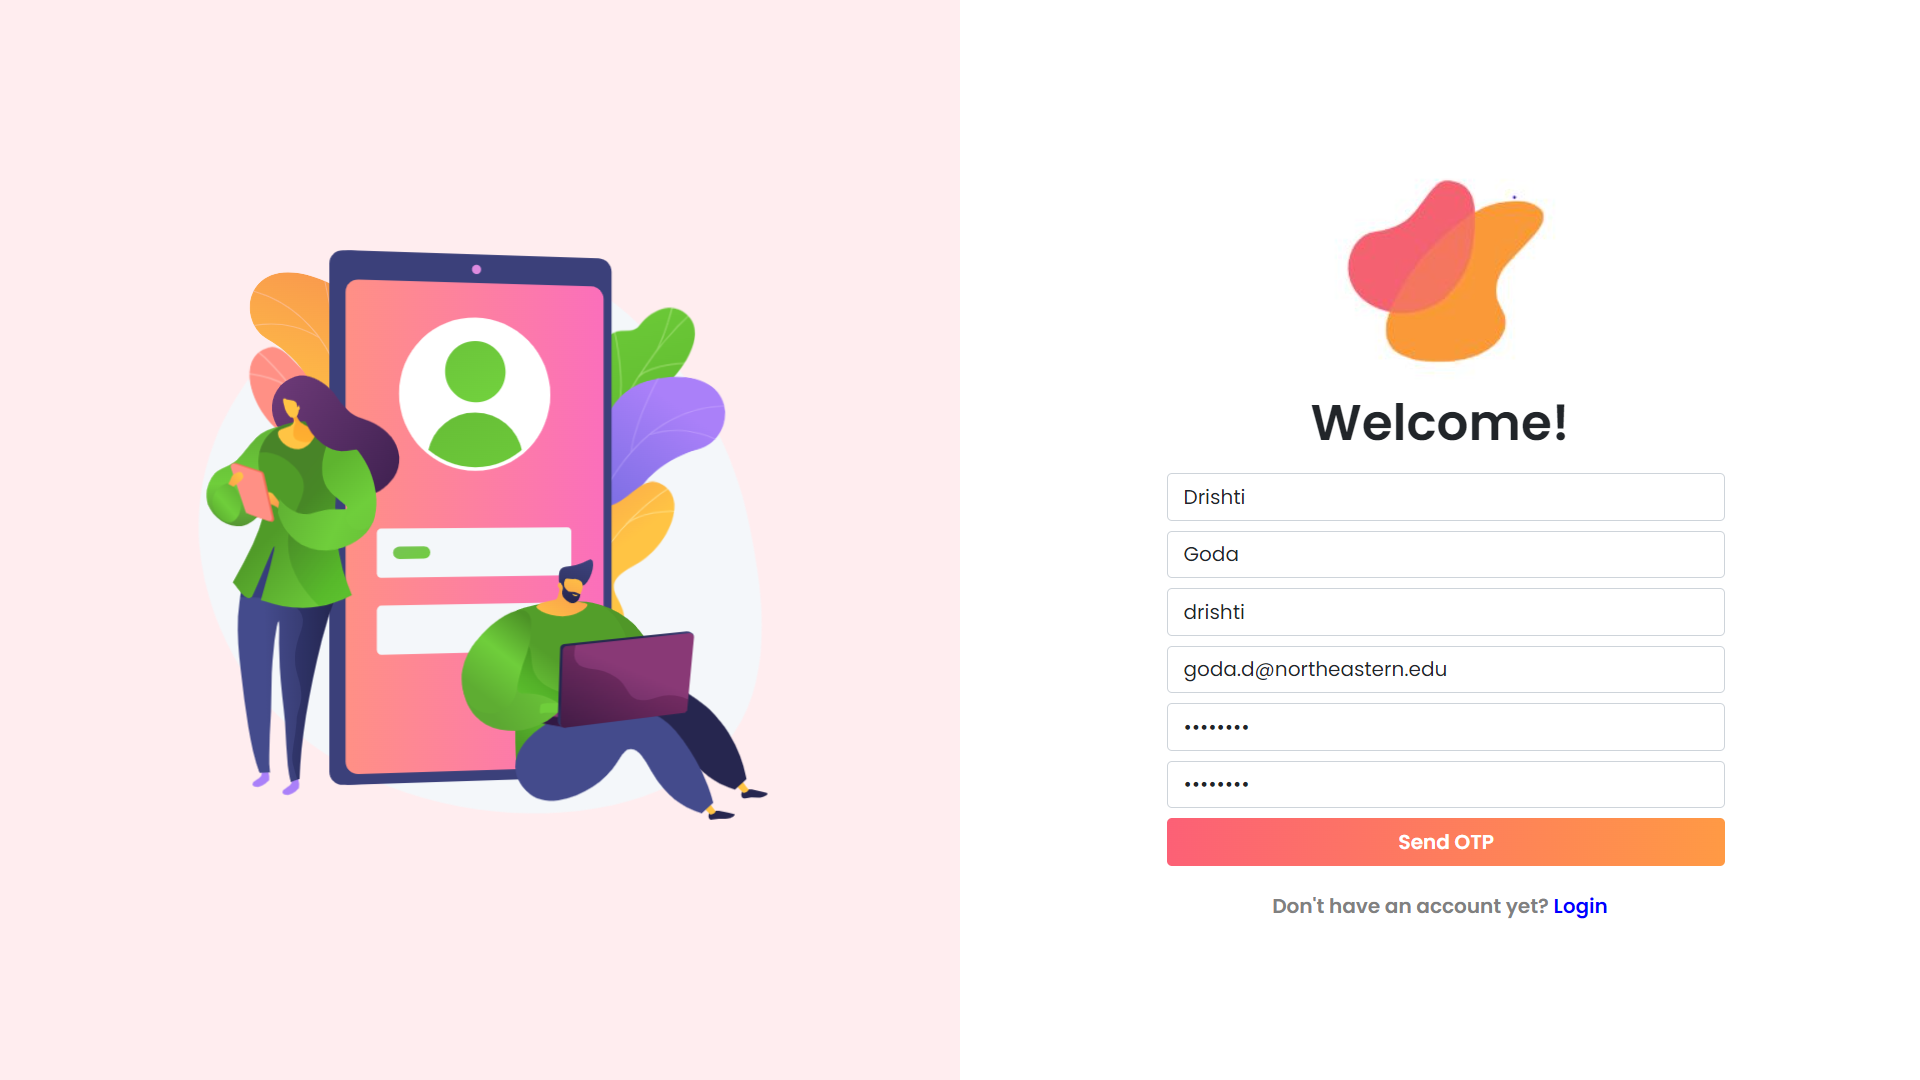 Welcome!
Drishti
Goda
drishti
goda.d@northeastern.edu
••••••••
••••••••
Send OTP
Don't have an account yet? Login